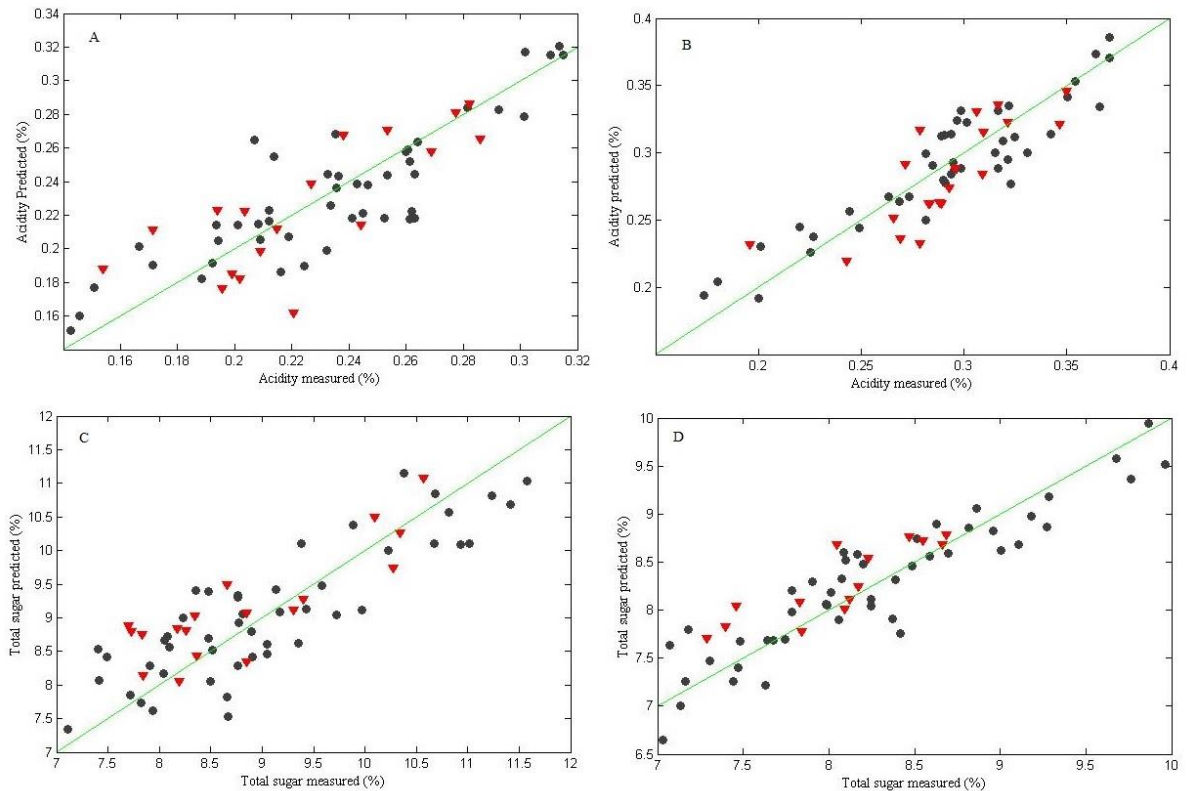 A
0.34
0.32
0.3
0.28
0.26
0.24
0.22
0.2
0.18
0.16
Acidity Predicted (%)
0.16 0.18 0.2 0.22 0.24 0.26 0.28 0.3 0.32
Acidity measured (%)
B
0.4
0.35
0.3
0.25
0.2
Acidity predicted (%)
0.2 0.25 0.3 0.35 0.4
Acidity measured (%)
C
12
11.5
11
10.5
10
9.5
9
8.5
8
7.5
7
Total sugar predicted (%)
7 7.5 8 8.5 9 9.5 10 10.5 11 11.5 12
Total sugar measured (%)
D
10
9.5
9
8.5
8
7.5
7
6.5
Total sugar predicted (%)
7 7.5 8 8.5 9 9.5 10
Total sugar measured (%)